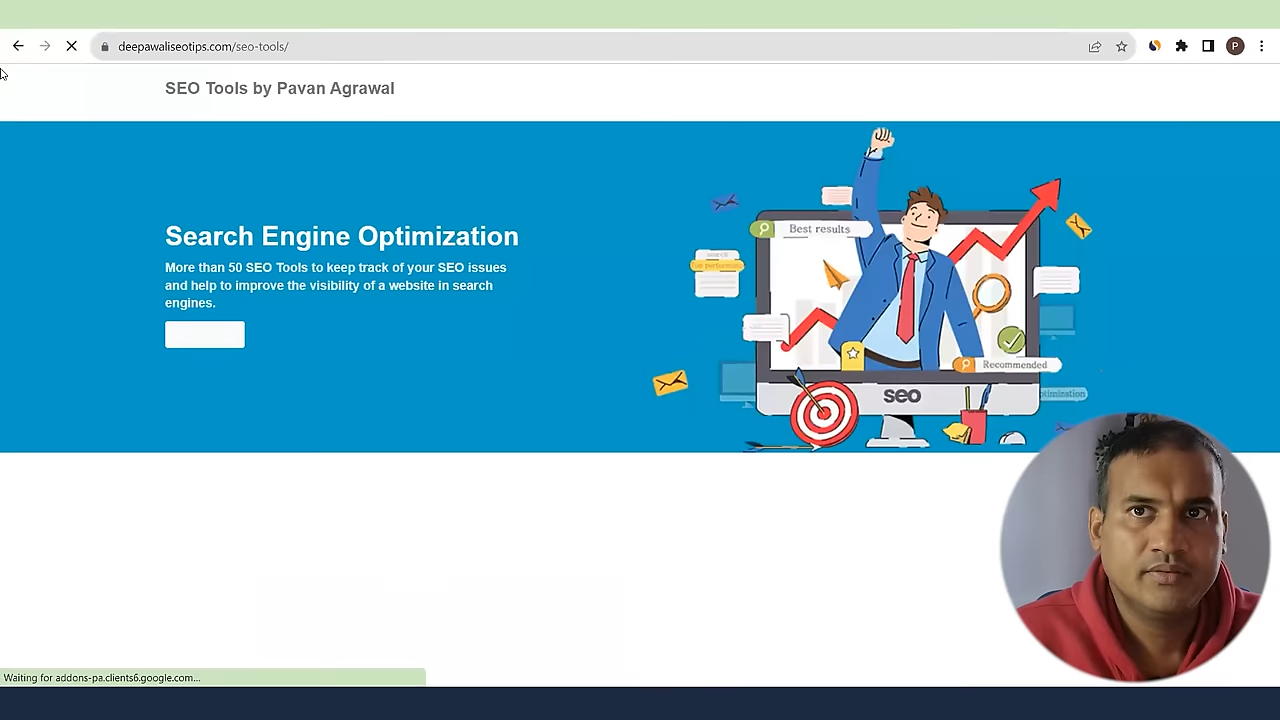 deepawaliseotips.com/seo-tools/
P
SEO Tools by Pavan Agrawal
Search Engine Optimization
More than 50 SEO Tools to keep track of your SEO issues
and help to improve the visibility of a website in search
engines.
Best results
search
Recommended
seo
Waiting for addons-pa.clients6.google.com...